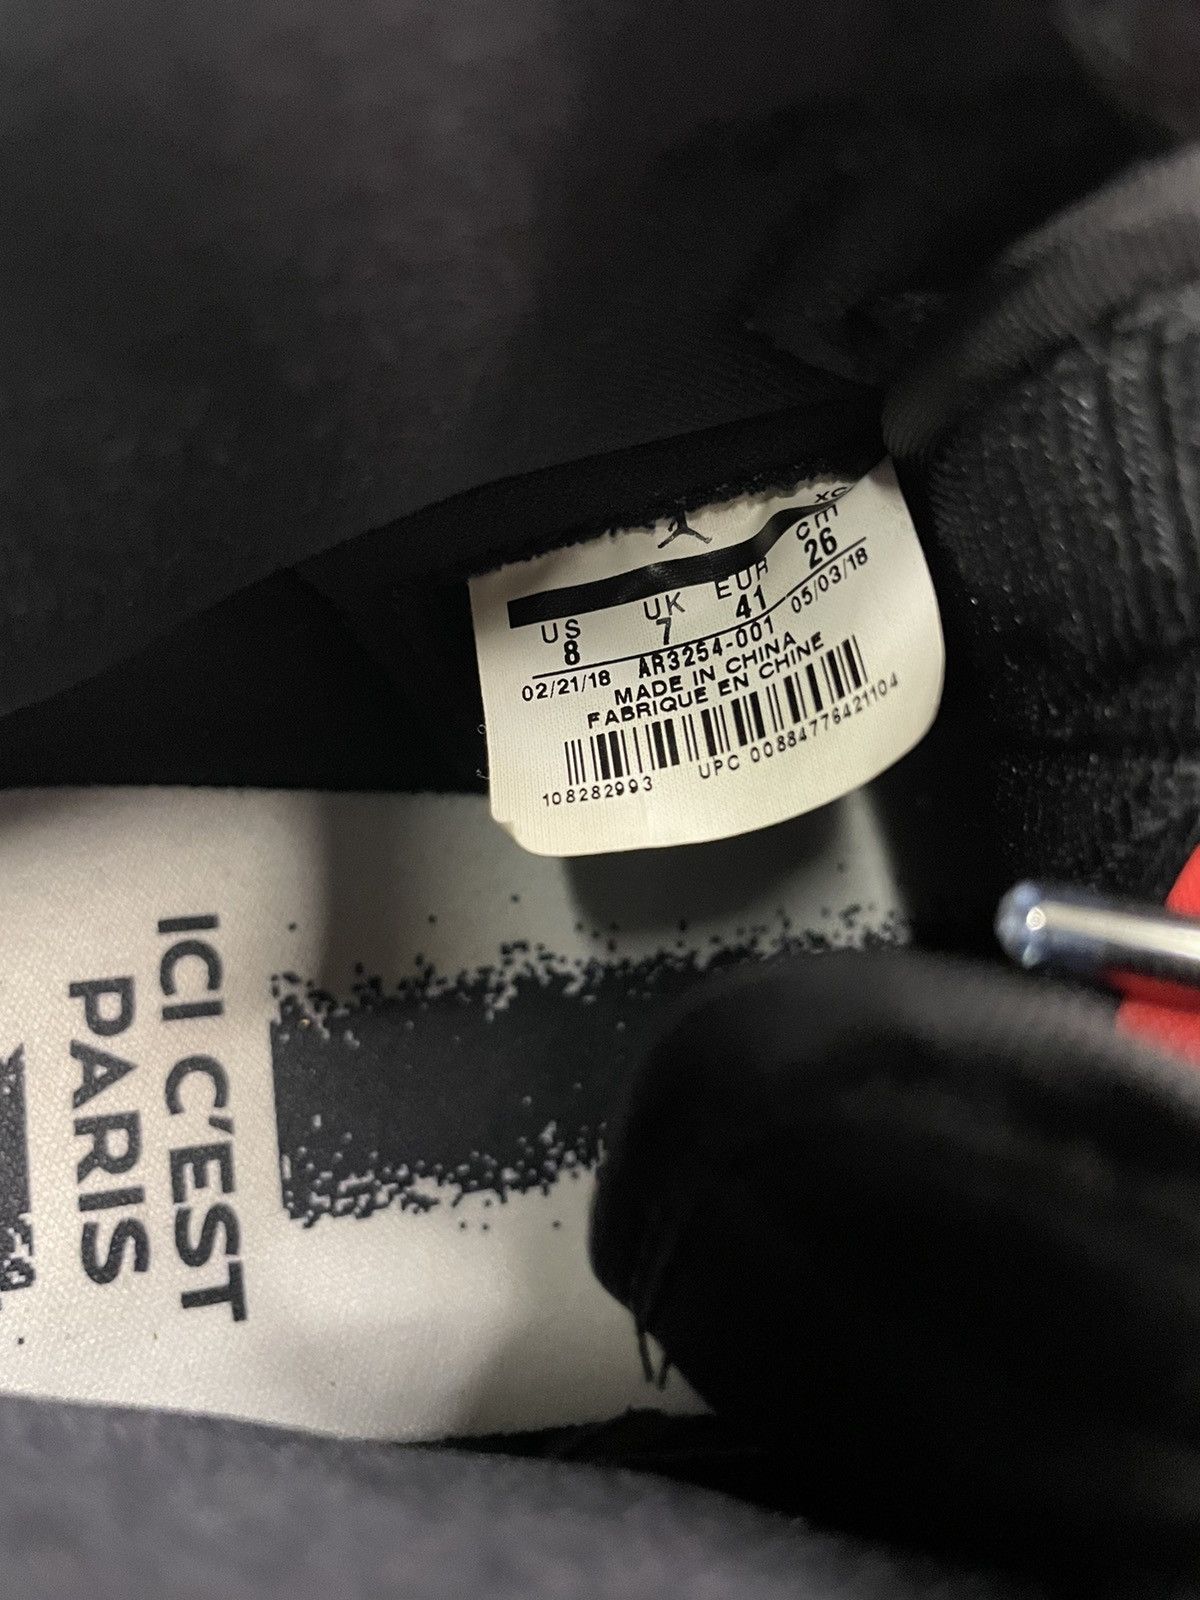 XC
US UK EUR cm
8 7 41 26
02/21/18 AR3254-001 05/03/18
MADE IN CHINA
FABRIQUE EN CHINE
108282993 UPC 00884776421104
ICI C'EST
PARIS